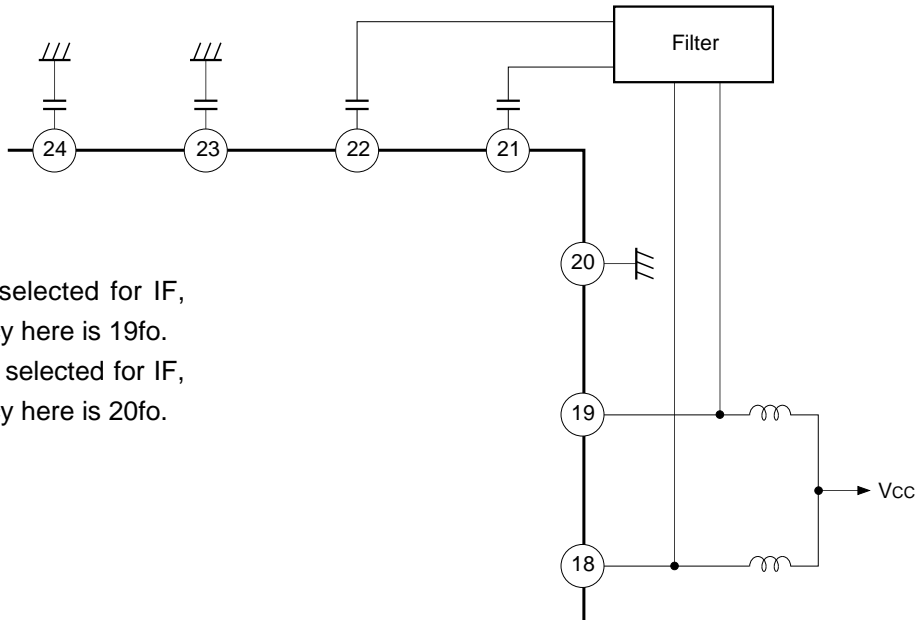 Filter
24
23
22
21
20
selected for IF,
y here is 19fo.
selected for IF,
y here is 20fo.
19
Vcc
18